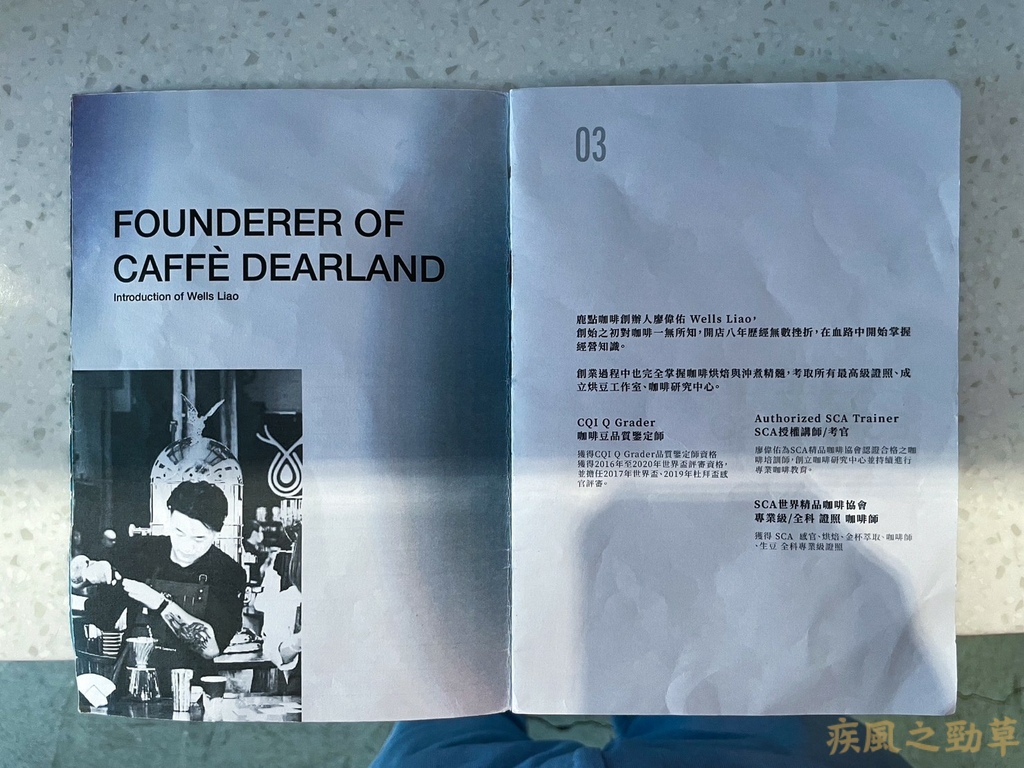 FOUNDERER OF
CAFFÈ DEARLAND
Introduction of Wells Liao
03
鹿點咖啡創辦人廖偉佑 Wells Liao，
創始之初對咖啡一無所知，開店八年歷經無數挫折，在血路中開始掌握
經營知識。
創業過程中也完全掌握咖啡烘焙與沖煮精髓，考取所有最高級證照、成
立烘豆工作室、咖啡研究中心。
CQI Q Grader
咖啡豆品質鑒定師
獲得CQI Q Grader品質鑒定師資格
獲得2016年至2020年世界盃評審資格，
並擔任2017年世界盃、2019年杜拜盃感
官評審。
Authorized SCA Trainer
SCA授權講師/考官
廖偉佑為SCA精品咖啡協會認證合格之咖
啡培訓師，創立咖啡研究中心並持續進行
專業咖啡教育。
SCA世界精品咖啡協會
專業級/全科 證照 咖啡師
獲得 SCA 感官、烘焙、金杯萃取、咖啡師
、生豆 全科專業級證照
疾風之勁草